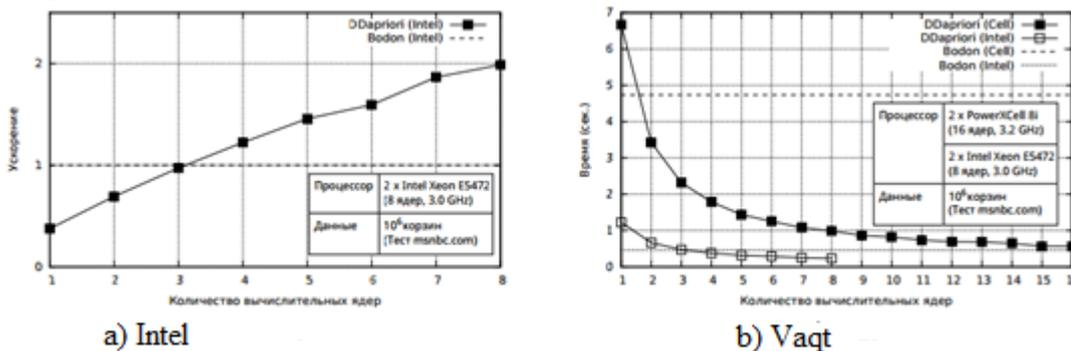 DDapriori (Intel)
Bodon (Intel)
2
1
0
Ускорение
Процессор
2 x Intel Xeon E5472
(8 ядер, 3.0 GHz)
Данные
10⁶корзин
(Тест msnbc.com)
1 2 3 4 5 6 7 8
Количество вычислительных ядер
a) Intel
DDapriori (Cell)
DDapriori (Intel)
Bodon (Cell)
Bodon (Intel)
7
6
5
4
3
2
1
0
Время (сек.)
Процессор
2 x PowerXCell 8i
(16 ядер, 3.2 GHz)
2 x Intel Xeon E5472
(8 ядер, 3.0 GHz)
Данные
10⁶корзин
(Тест msnbc.com)
1 2 3 4 5 6 7 8 9 10 11 12 13 14 15
Количество вычислительных ядер
b) Vaqt